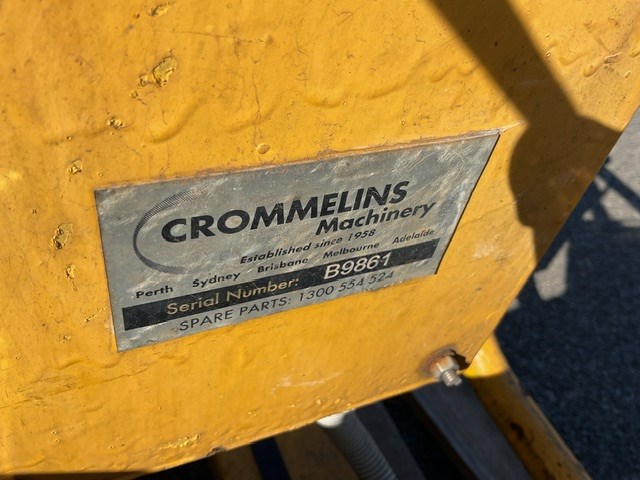 CROMMELINS
Machinery
Established since 1958
Perth Sydney Brisbane Melbourne Adelaide
Serial Number: B9861
SPARE PARTS: 1300 554 524